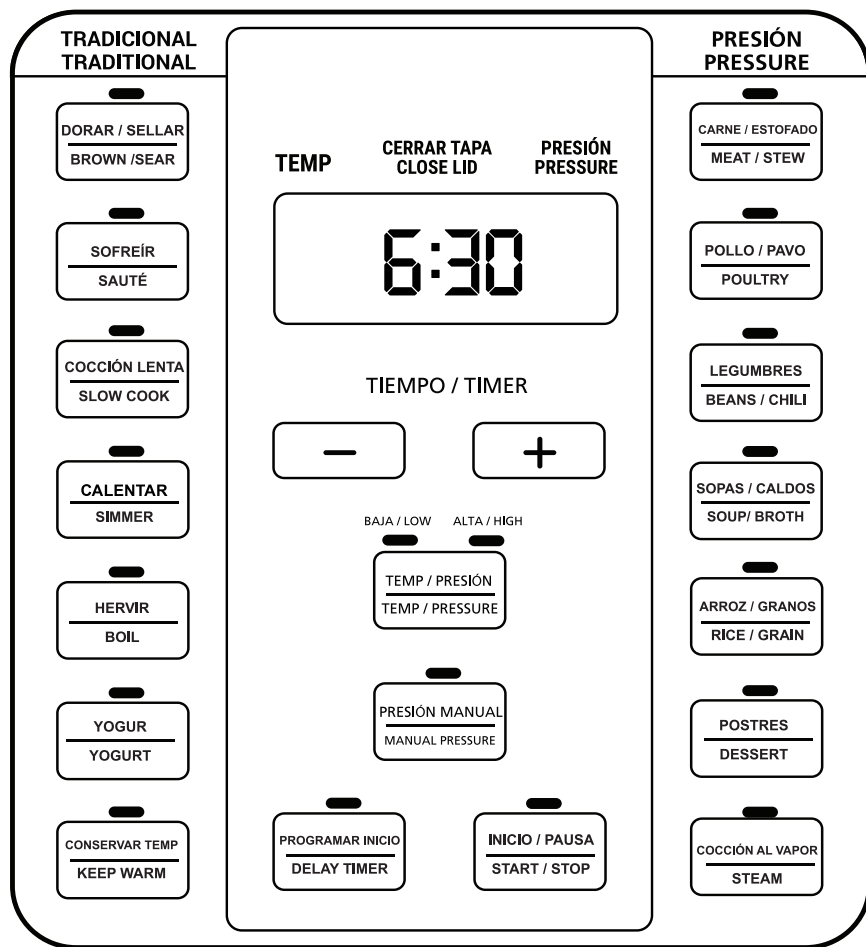 TRADICIONAL
TRADITIONAL
DORAR / SELLAR
BROWN /SEAR
SOFREÍR
SAUTÉ
COCCIÓN LENTA
SLOW COOK
CALENTAR
SIMMER
HERVIR
BOIL
YOGUR
YOGURT
CONSERVAR TEMP
KEEP WARM
TEMP
CERRAR TAPA
CLOSE LID
PRESIÓN
PRESSURE
6:30
TIEMPO / TIMER
− +
BAJA / LOW ALTA / HIGH
TEMP / PRESIÓN
TEMP / PRESSURE
PRESIÓN MANUAL
MANUAL PRESSURE
PROGRAMAR INICIO
DELAY TIMER
INICIO / PAUSA
START / STOP
PRESIÓN
PRESSURE
CARNE / ESTOFADO
MEAT / STEW
POLLO / PAVO
POULTRY
LEGUMBRES
BEANS / CHILI
SOPAS / CALDOS
SOUP/ BROTH
ARROZ / GRANOS
RICE / GRAIN
POSTRES
DESSERT
COCCIÓN AL VAPOR
STEAM